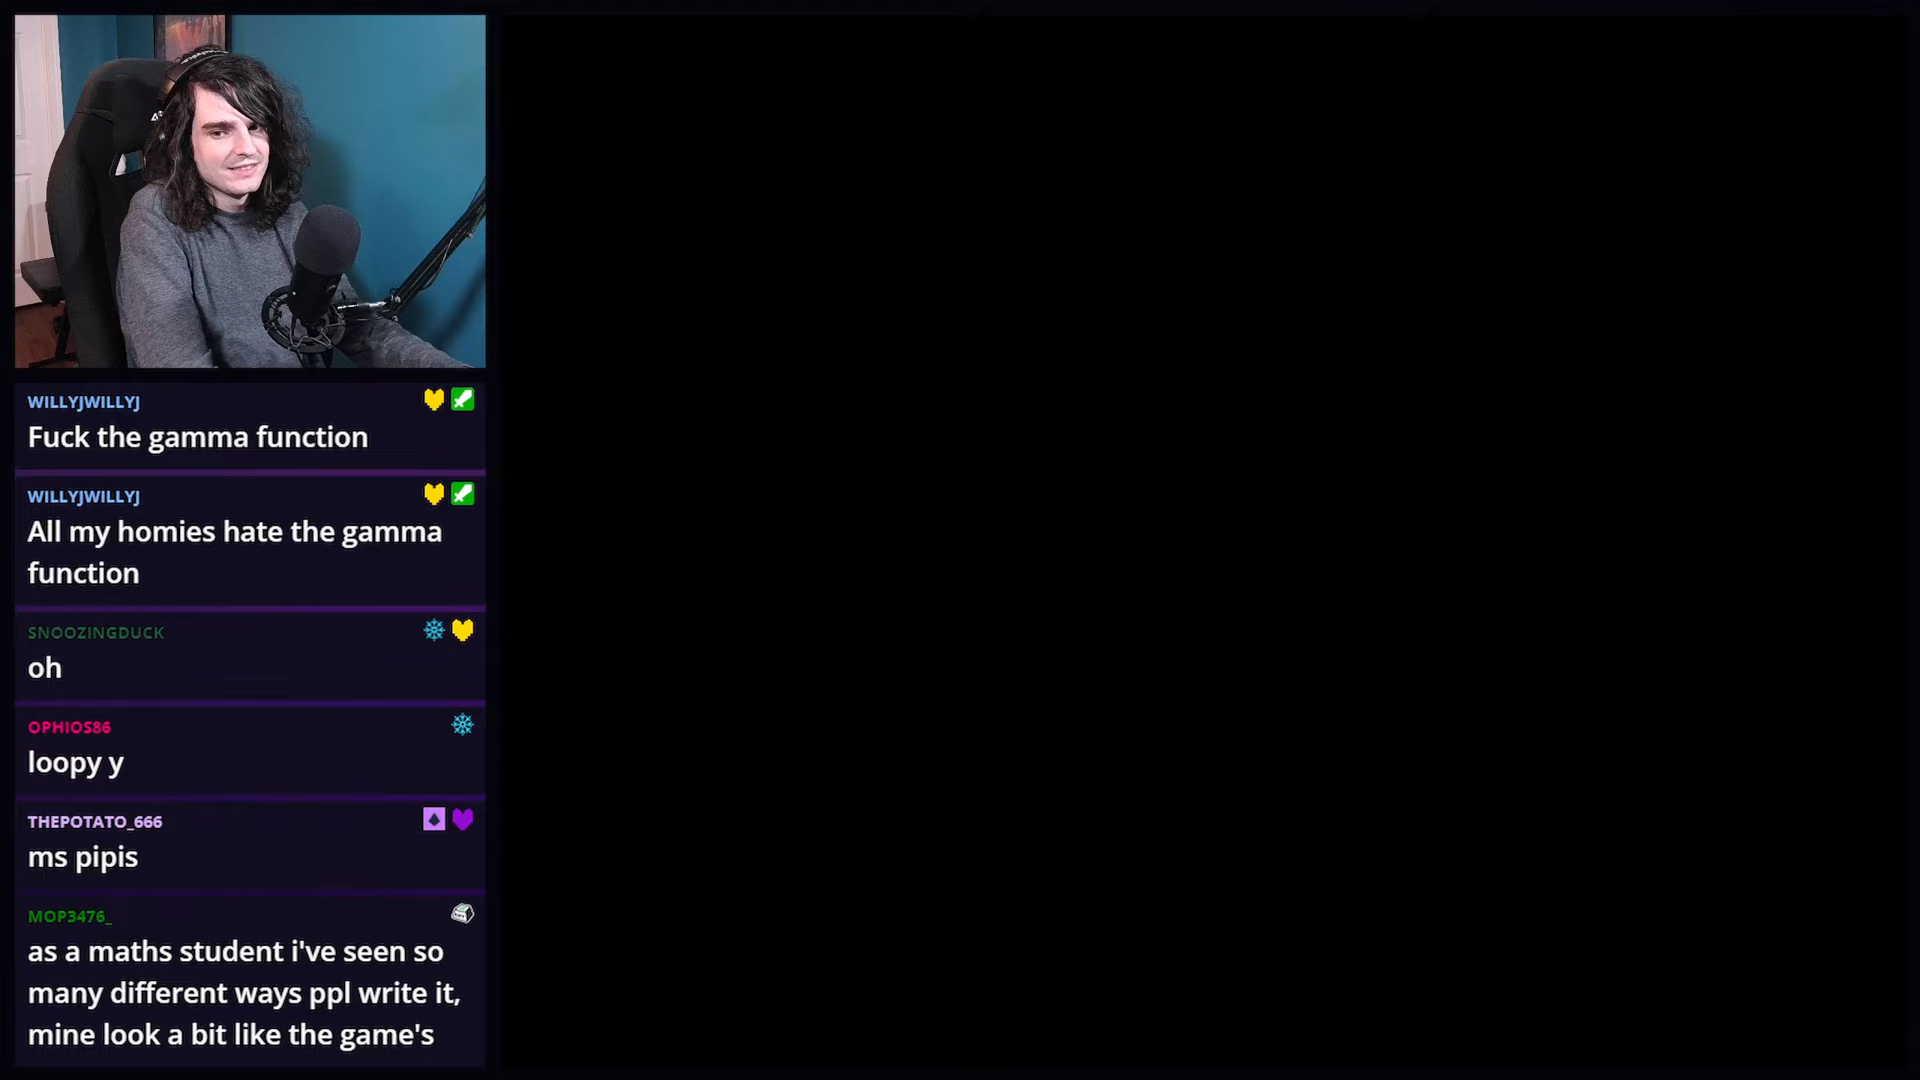 WILLYJWILLYJ
Fuck the gamma function
WILLYJWILLYJ
All my homies hate the gamma
function
SNOOZINGDUCK
oh
OPHIOS86
loopy y
THEPOTATO_666
ms pipis
MOP3476_
as a maths student i've seen so
many different ways ppl write it,
mine look a bit like the game's